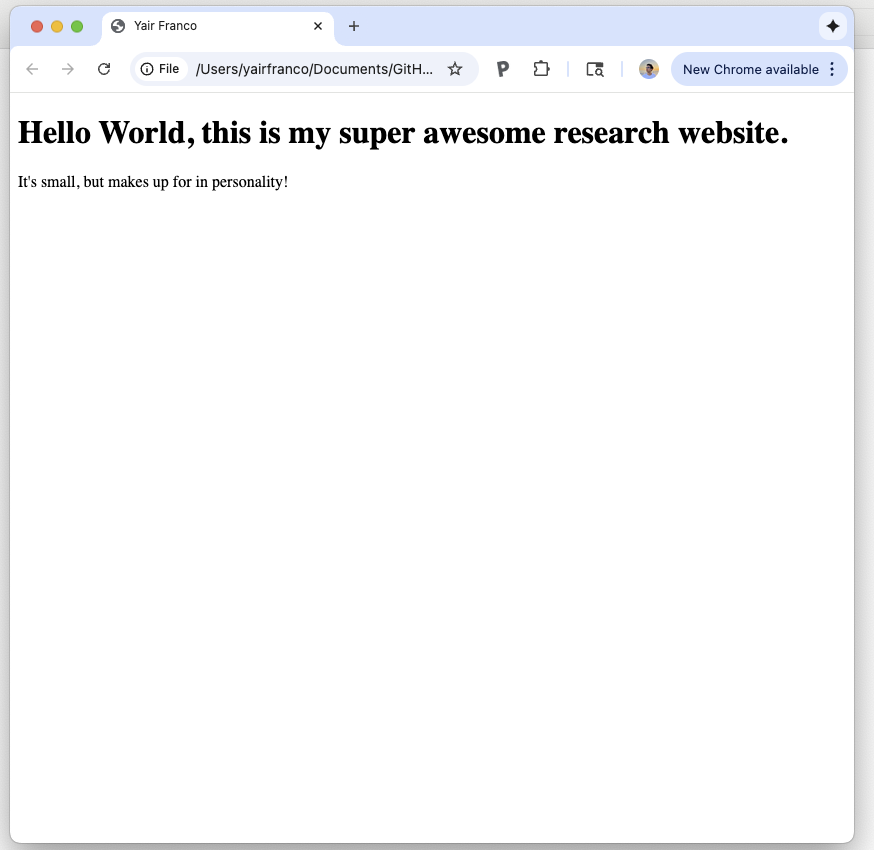 Yair Franco
File /Users/yairfranco/Documents/GitH... New Chrome available
Hello World, this is my super awesome research website.
It's small, but makes up for in personality!